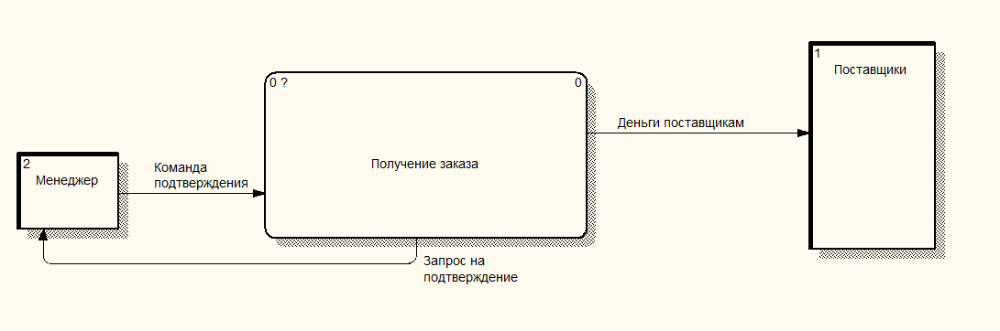 1
Поставщики
0 ?
0
Деньги поставщикам
Получение заказа
2
Менеджер
Команда
подтверждения
Запрос на
подтверждение